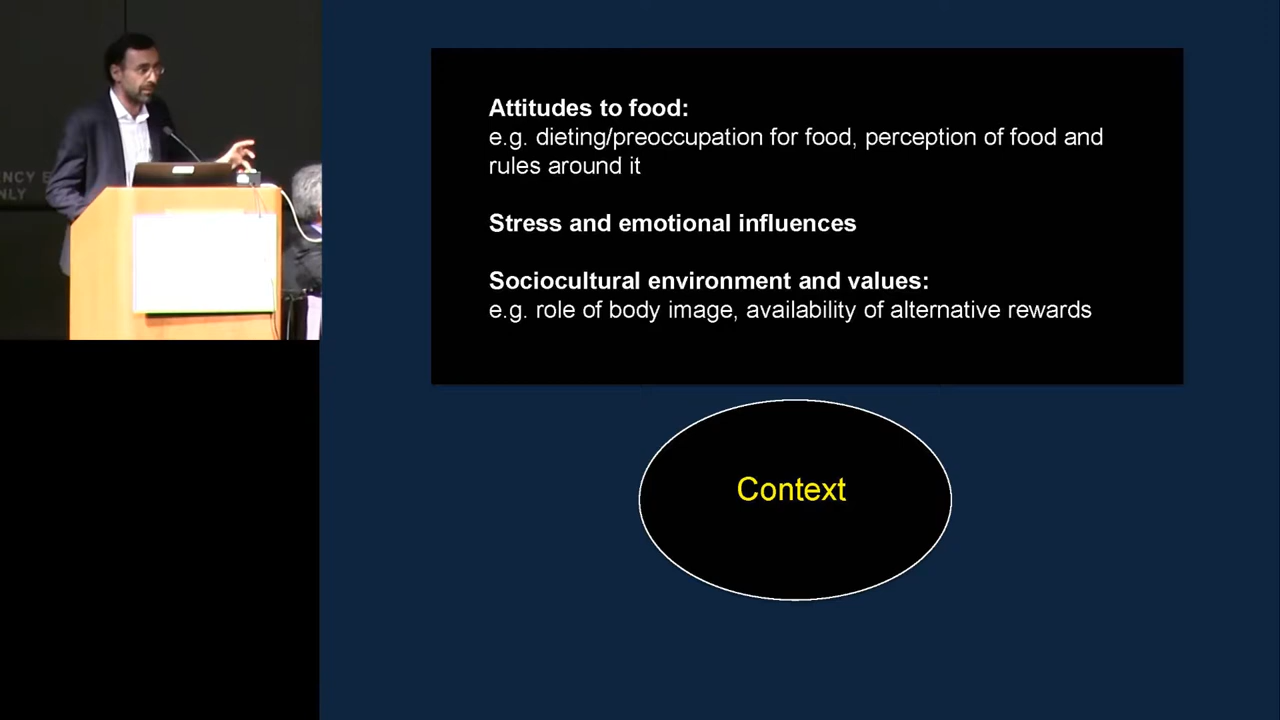 Attitudes to food:
e.g. dieting/preoccupation for food, perception of food and
rules around it
Stress and emotional influences
Sociocultural environment and values:
e.g. role of body image, availability of alternative rewards
Context
NLY